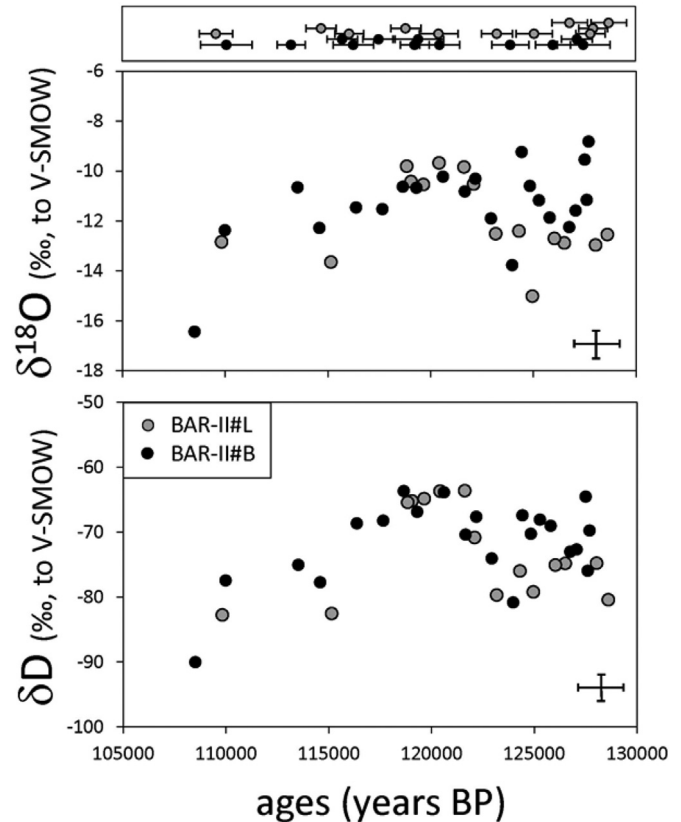 -6
-8
-10
-12
-14
-16
-18
δ18O (‰, to V-SMOW)
-50
-60
-70
-80
-90
-100
δD (‰, to V-SMOW)
BAR-II#L
BAR-II#B
105000 110000 115000 120000 125000 130000
ages (years BP)